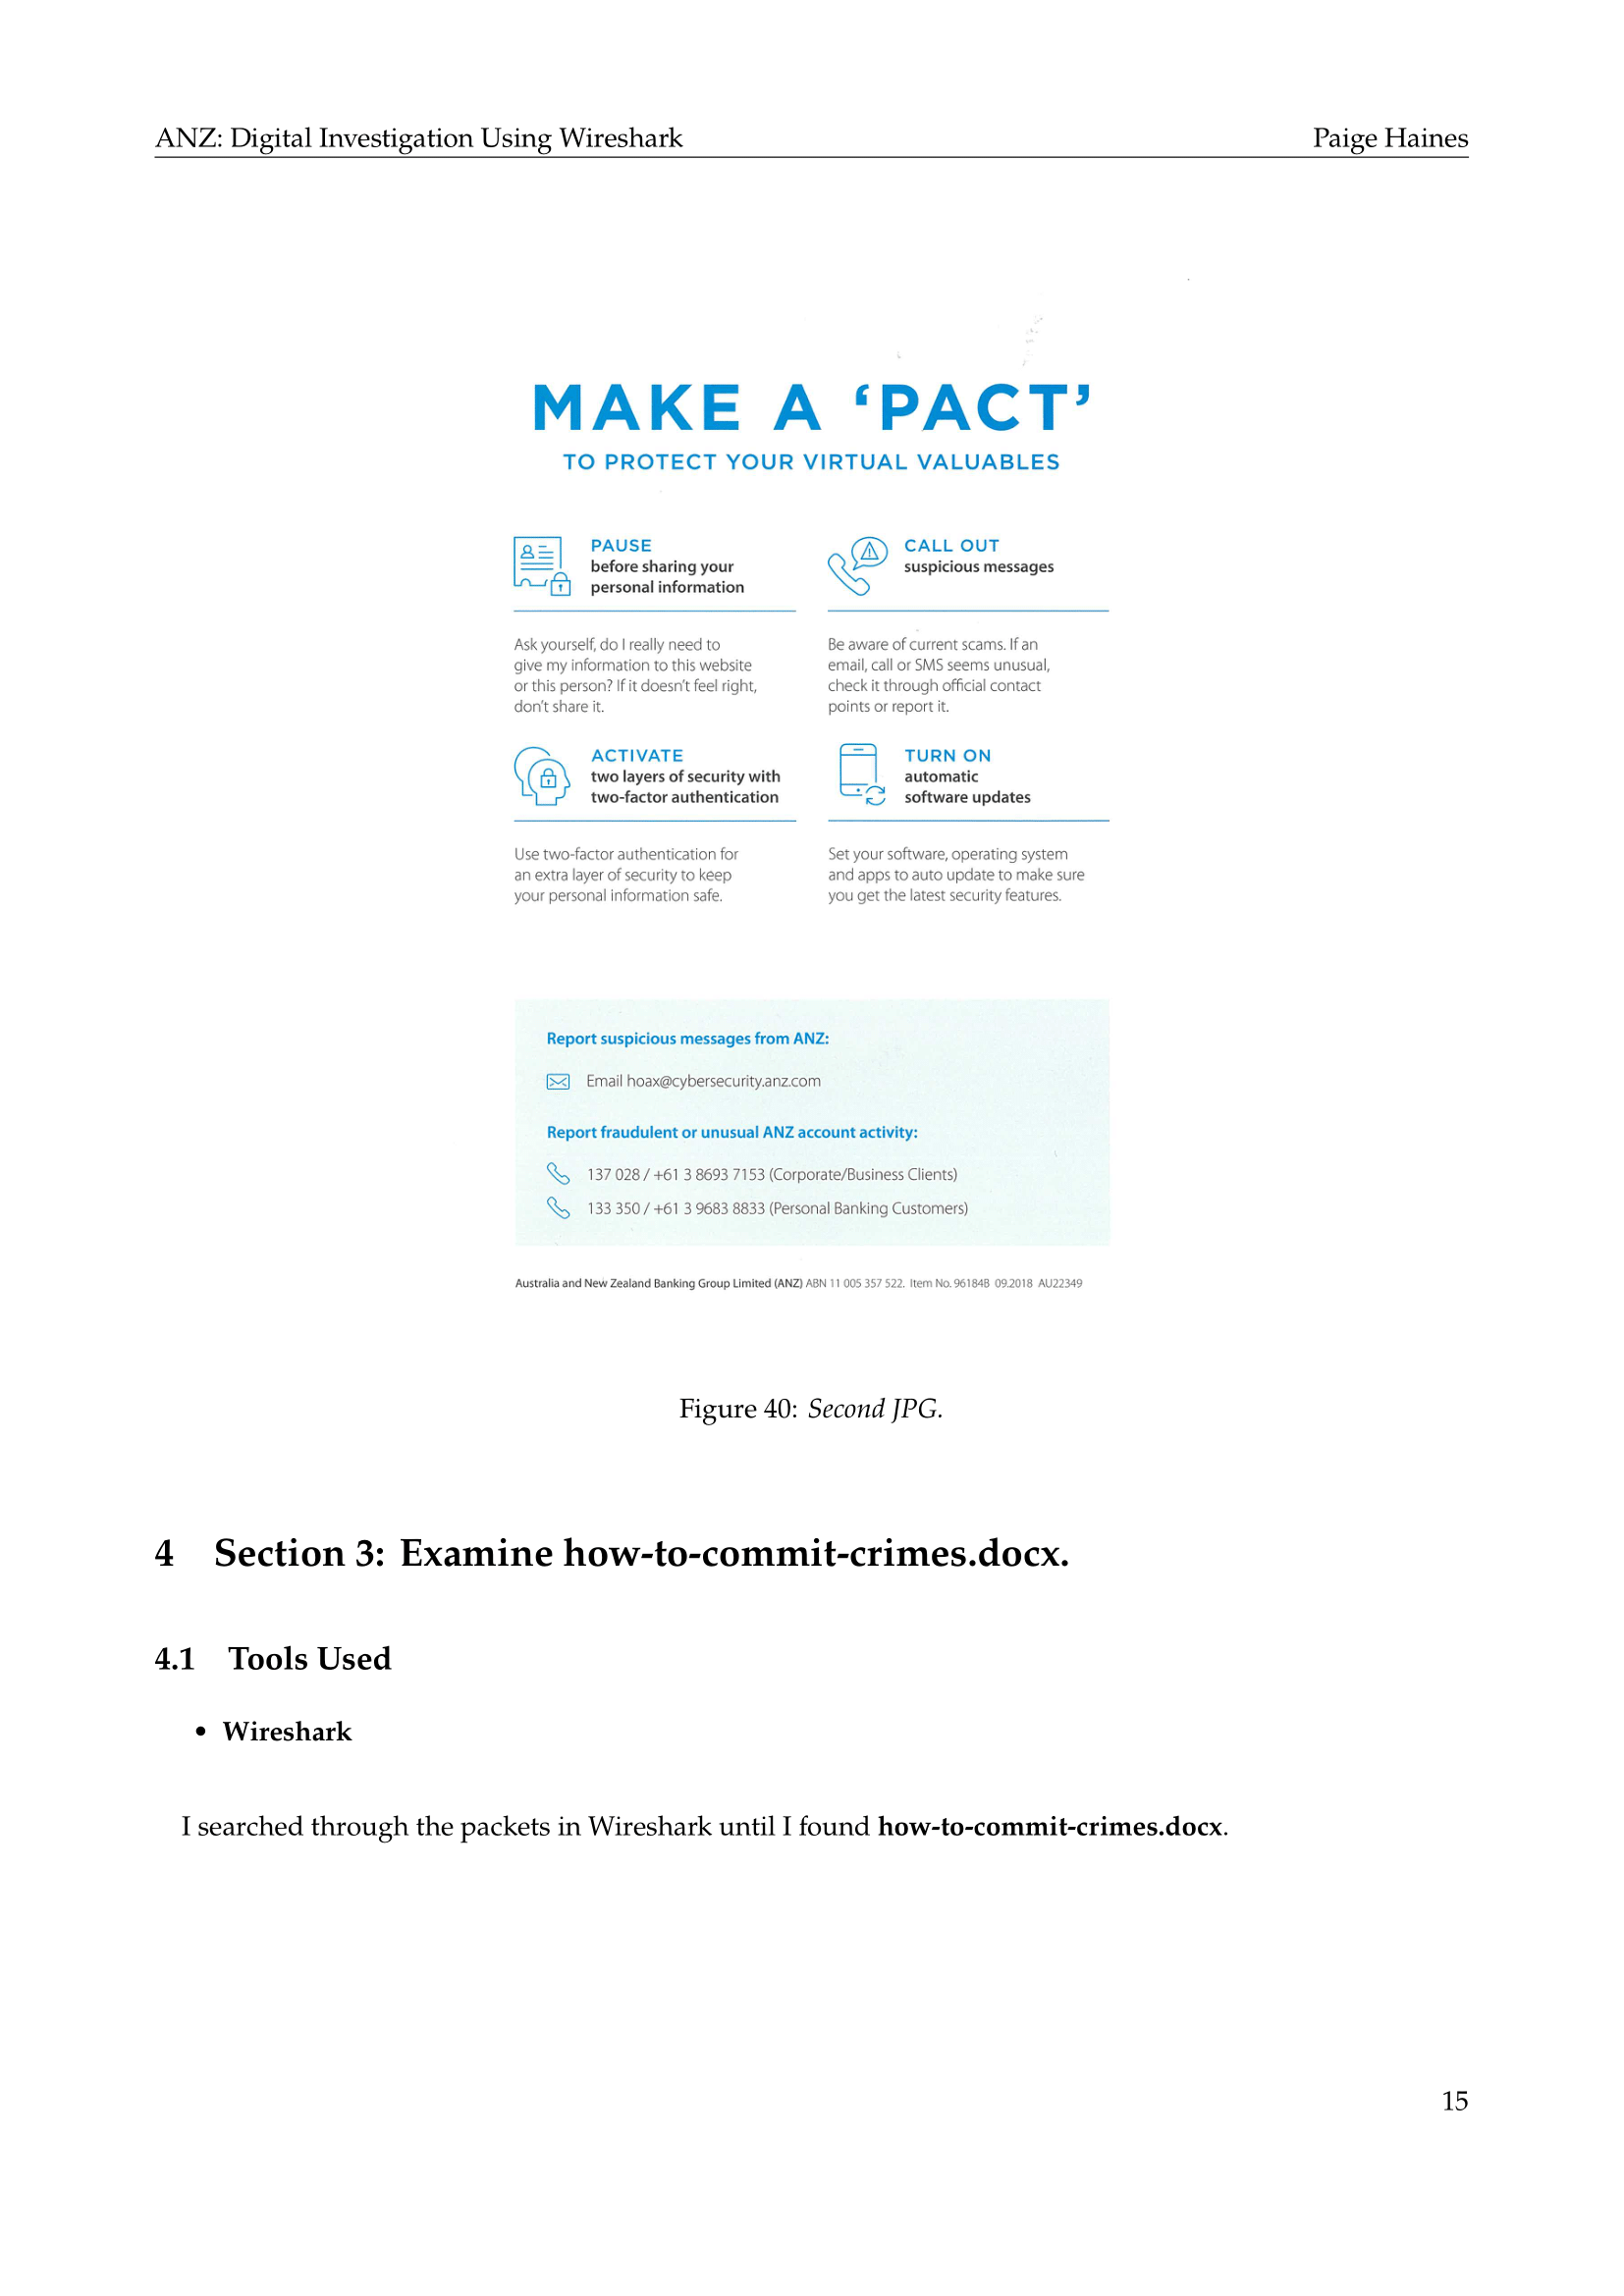 ANZ: Digital Investigation Using Wireshark
Paige Haines
MAKE A ‘PACT’
TO PROTECT YOUR VIRTUAL VALUABLES
PAUSE
before sharing your
personal information
Ask yourself, do I really need to
give my information to this website
or this person? If it doesn’t feel right,
don’t share it.
CALL OUT
suspicious messages
Be aware of current scams. If an
email, call or SMS seems unusual,
check it through official contact
points or report it.
ACTIVATE
two layers of security with
two-factor authentication
Use two-factor authentication for
an extra layer of security to keep
your personal information safe.
TURN ON
automatic
software updates
Set your software, operating system
and apps to auto update to make sure
you get the latest security features.
Report suspicious messages from ANZ:
Email hoax@cybersecurity.anz.com
Report fraudulent or unusual ANZ account activity:
137 028 / +61 3 8693 7153 (Corporate/Business Clients)
133 350 / +61 3 9683 8833 (Personal Banking Customers)
Australia and New Zealand Banking Group Limited (ANZ) ABN 11 005 357 522. Item No. 96184B 09.2018 AU22349
Figure 40: Second JPG.
4 Section 3: Examine how-to-commit-crimes.docx.
4.1 Tools Used
• Wireshark
I searched through the packets in Wireshark until I found how-to-commit-crimes.docx.
15